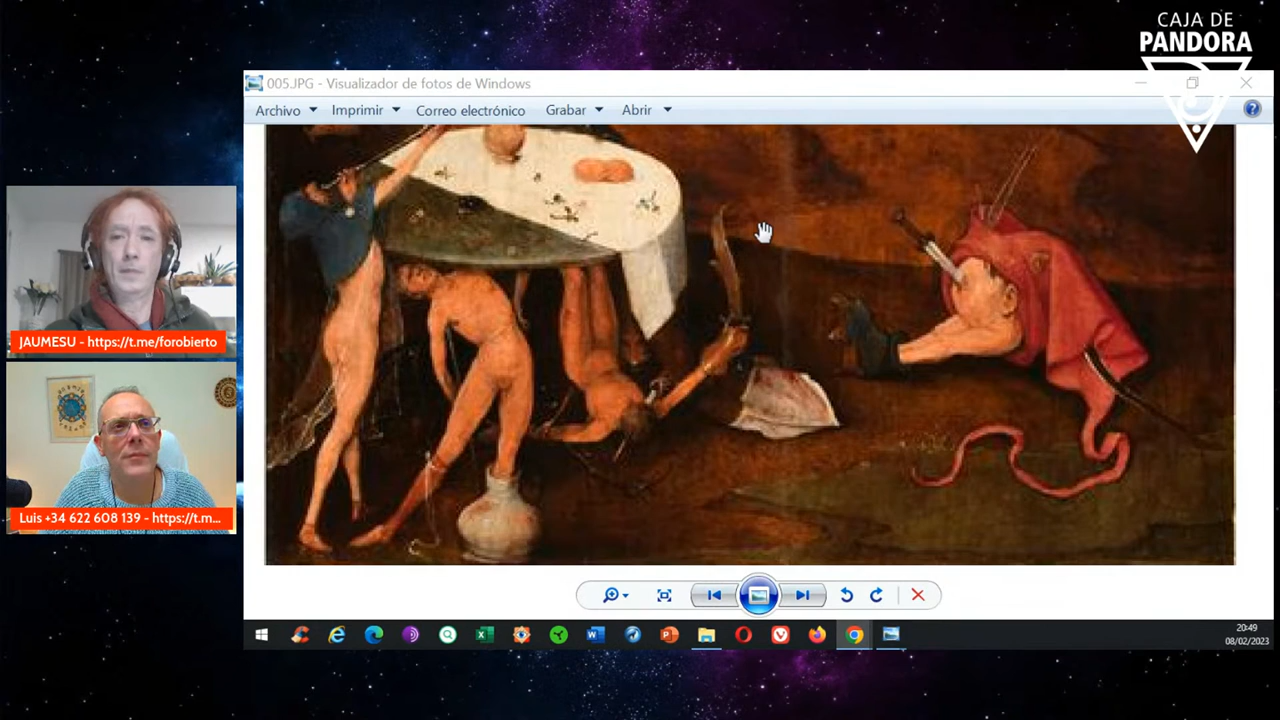 CAJA DE
PANDORA
005.JPG - Visualizador de fotos de Windows
Archivo Imprimir Correo electrónico Grabar Abrir
JAUMESU - https://t.me/forobierto
Luis +34 622 608 139 - https://t.m...
20:49
08/02/2023